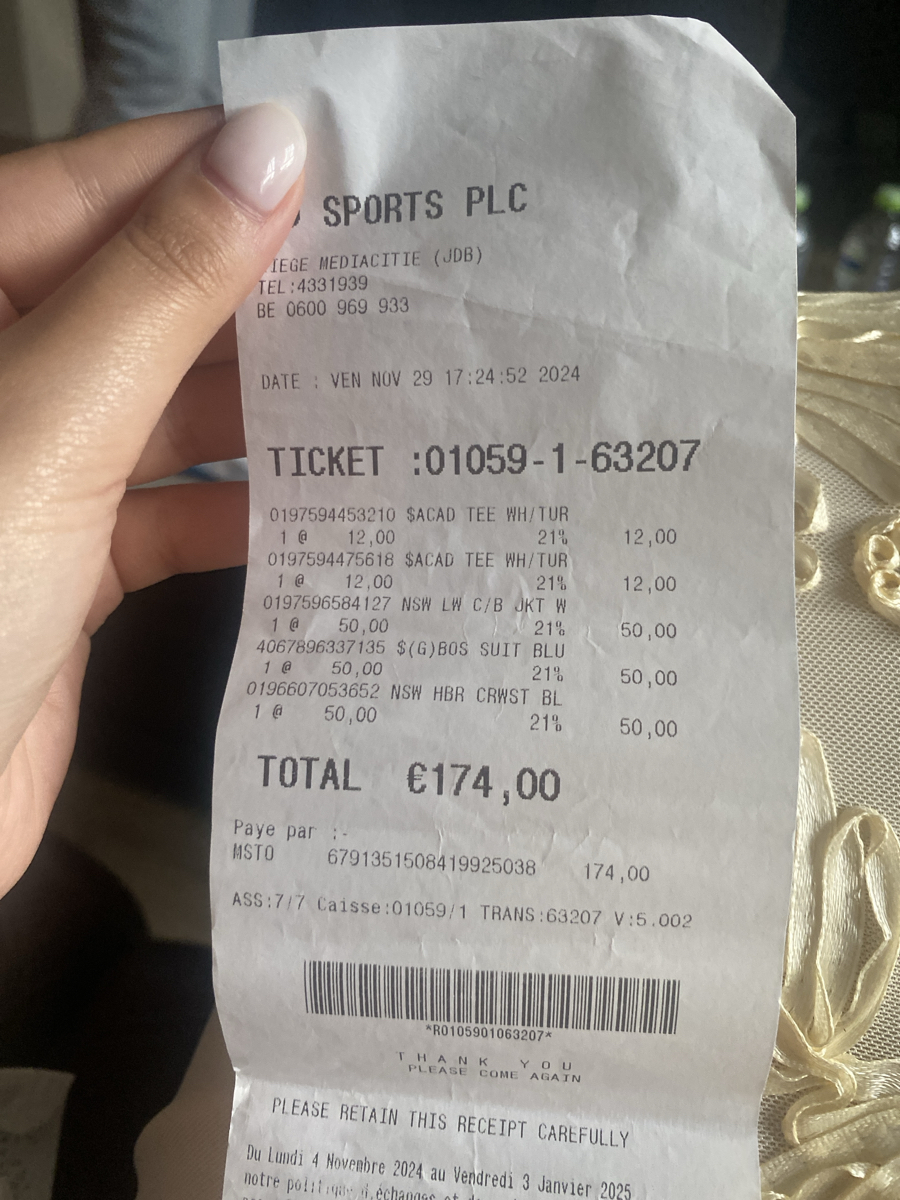 SPORTS PLC
IEGE MEDIACITIE (JDB)
TEL:4331939
BE 0600 969 933
DATE : VEN NOV 29 17:24:52 2024
TICKET :01059-1-63207
0197594453210 $ACAD TEE WH/TUR
1 @ 12,00 21% 12,00
0197594475618 $ACAD TEE WH/TUR
1 @ 12,00 21% 12,00
0197596584127 NSW LW C/B JKT W
1 @ 50,00 21% 50,00
4067896337135 $(G)BOS SUIT BLU
1 @ 50,00 21% 50,00
0196607053652 NSW HBR CRWST BL
1 @ 50,00 21% 50,00
TOTAL €174,00
Paye par :-
MSTO 6791351508419925038 174,00
ASS:7/7 Caisse:01059/1 TRANS:63207 V:5.002
*R0105901063207*
THANK YOU
PLEASE COME AGAIN
PLEASE RETAIN THIS RECEIPT CAREFULLY
Du Lundi 4 Novembre 2024 au Vendredi 3 Janvier 2025
notre politique d'échanges et